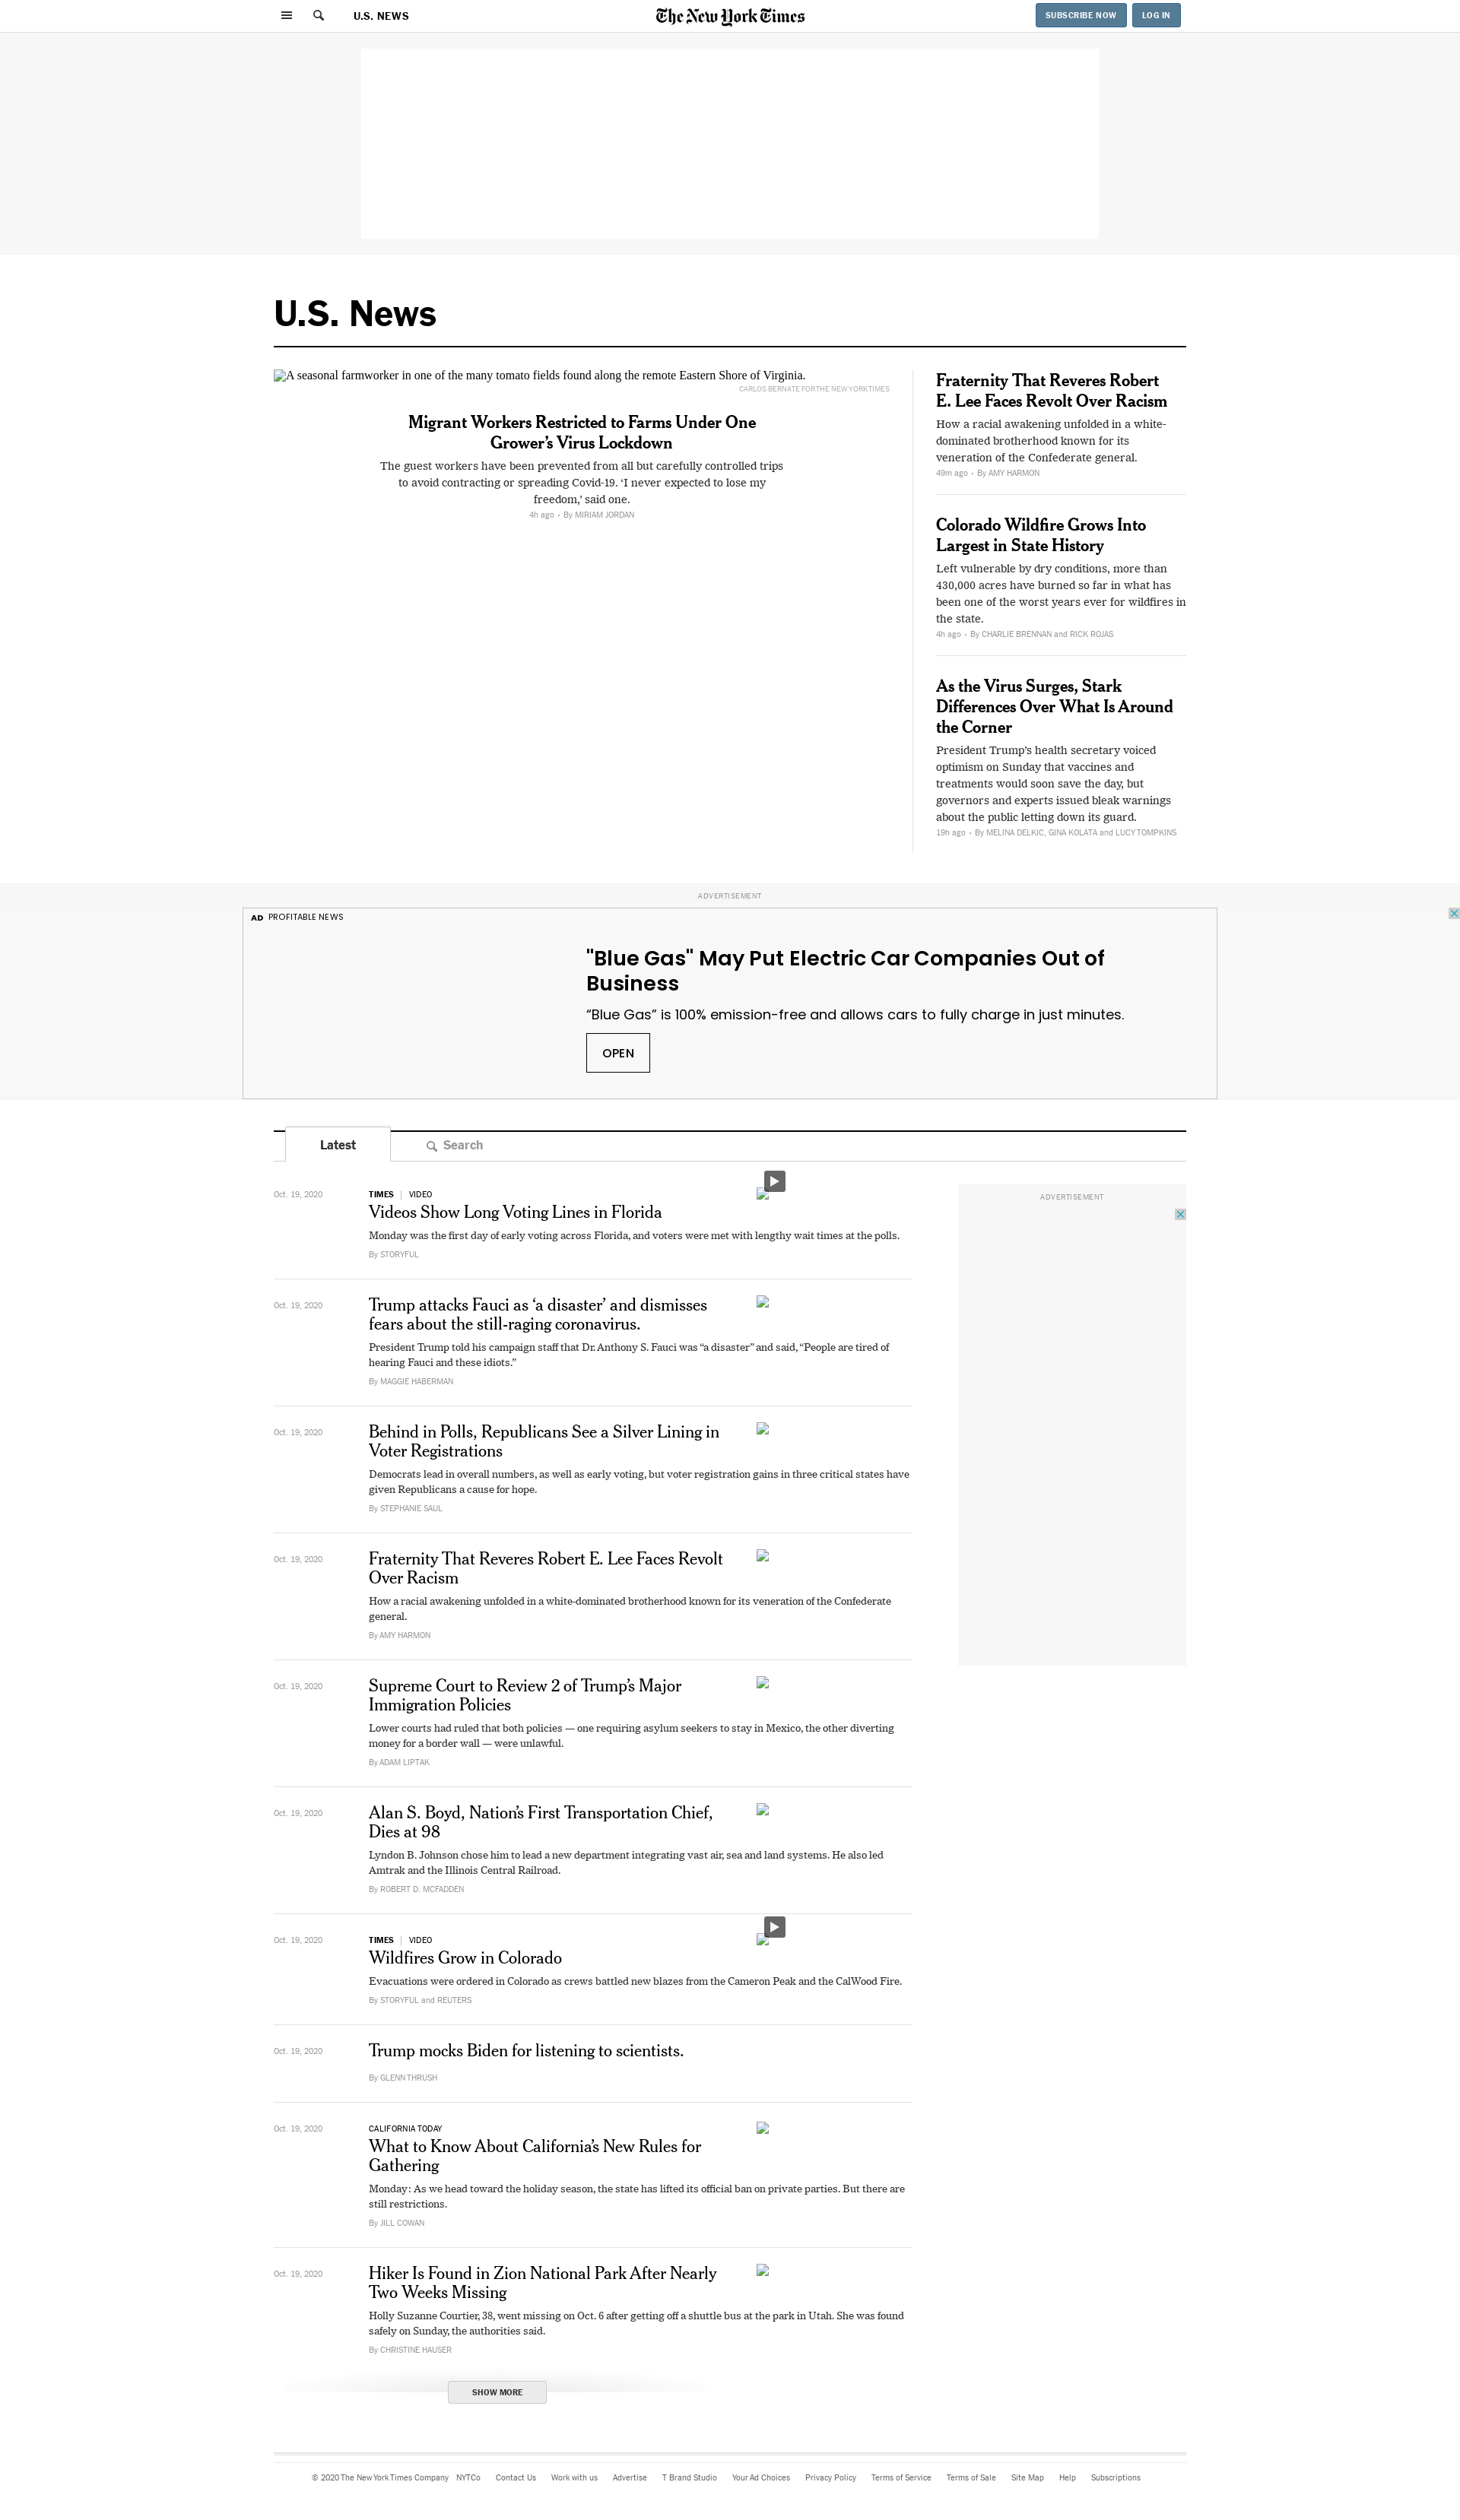 U.S. NEWS
The New York Times
SUBSCRIBE NOW
LOG IN
U.S. News
A seasonal farmworker in one of the many tomato fields found along the remote Eastern Shore of Virginia.
CARLOS BERNATE FOR THE NEW YORK TIMES
Migrant Workers Restricted to Farms Under One
Grower’s Virus Lockdown
The guest workers have been prevented from all but carefully controlled trips
to avoid contracting or spreading Covid-19. ‘I never expected to lose my
freedom,’ said one.
4h ago • By MIRIAM JORDAN
Fraternity That Reveres Robert
E. Lee Faces Revolt Over Racism
How a racial awakening unfolded in a white-
dominated brotherhood known for its
veneration of the Confederate general.
49m ago • By AMY HARMON
Colorado Wildfire Grows Into
Largest in State History
Left vulnerable by dry conditions, more than
430,000 acres have burned so far in what has
been one of the worst years ever for wildfires in
the state.
4h ago • By CHARLIE BRENNAN and RICK ROJAS
As the Virus Surges, Stark
Differences Over What Is Around
the Corner
President Trump’s health secretary voiced
optimism on Sunday that vaccines and
treatments would soon save the day, but
governors and experts issued bleak warnings
about the public letting down its guard.
19h ago • By MELINA DELKIC, GINA KOLATA and LUCY TOMPKINS
ADVERTISEMENT
AD PROFITABLE NEWS
"Blue Gas" May Put Electric Car Companies Out of
Business
“Blue Gas” is 100% emission-free and allows cars to fully charge in just minutes.
OPEN
Latest
Search
ADVERTISEMENT
Oct. 19, 2020
TIMES | VIDEO
Videos Show Long Voting Lines in Florida
Monday was the first day of early voting across Florida, and voters were met with lengthy wait times at the polls.
By STORYFUL
Oct. 19, 2020
Trump attacks Fauci as ‘a disaster’ and dismisses
fears about the still-raging coronavirus.
President Trump told his campaign staff that Dr. Anthony S. Fauci was “a disaster” and said, “People are tired of
hearing Fauci and these idiots.”
By MAGGIE HABERMAN
Oct. 19, 2020
Behind in Polls, Republicans See a Silver Lining in
Voter Registrations
Democrats lead in overall numbers, as well as early voting, but voter registration gains in three critical states have
given Republicans a cause for hope.
By STEPHANIE SAUL
Oct. 19, 2020
Fraternity That Reveres Robert E. Lee Faces Revolt
Over Racism
How a racial awakening unfolded in a white-dominated brotherhood known for its veneration of the Confederate
general.
By AMY HARMON
Oct. 19, 2020
Supreme Court to Review 2 of Trump’s Major
Immigration Policies
Lower courts had ruled that both policies — one requiring asylum seekers to stay in Mexico, the other diverting
money for a border wall — were unlawful.
By ADAM LIPTAK
Oct. 19, 2020
Alan S. Boyd, Nation’s First Transportation Chief,
Dies at 98
Lyndon B. Johnson chose him to lead a new department integrating vast air, sea and land systems. He also led
Amtrak and the Illinois Central Railroad.
By ROBERT D. MCFADDEN
Oct. 19, 2020
TIMES | VIDEO
Wildfires Grow in Colorado
Evacuations were ordered in Colorado as crews battled new blazes from the Cameron Peak and the CalWood Fire.
By STORYFUL and REUTERS
Oct. 19, 2020
Trump mocks Biden for listening to scientists.
By GLENN THRUSH
Oct. 19, 2020
CALIFORNIA TODAY
What to Know About California’s New Rules for
Gathering
Monday: As we head toward the holiday season, the state has lifted its official ban on private parties. But there are
still restrictions.
By JILL COWAN
Oct. 19, 2020
Hiker Is Found in Zion National Park After Nearly
Two Weeks Missing
Holly Suzanne Courtier, 38, went missing on Oct. 6 after getting off a shuttle bus at the park in Utah. She was found
safely on Sunday, the authorities said.
By CHRISTINE HAUSER
SHOW MORE
© 2020 The New York Times Company NYTCo Contact Us Work with us Advertise T Brand Studio Your Ad Choices Privacy Policy Terms of Service Terms of Sale Site Map Help Subscriptions